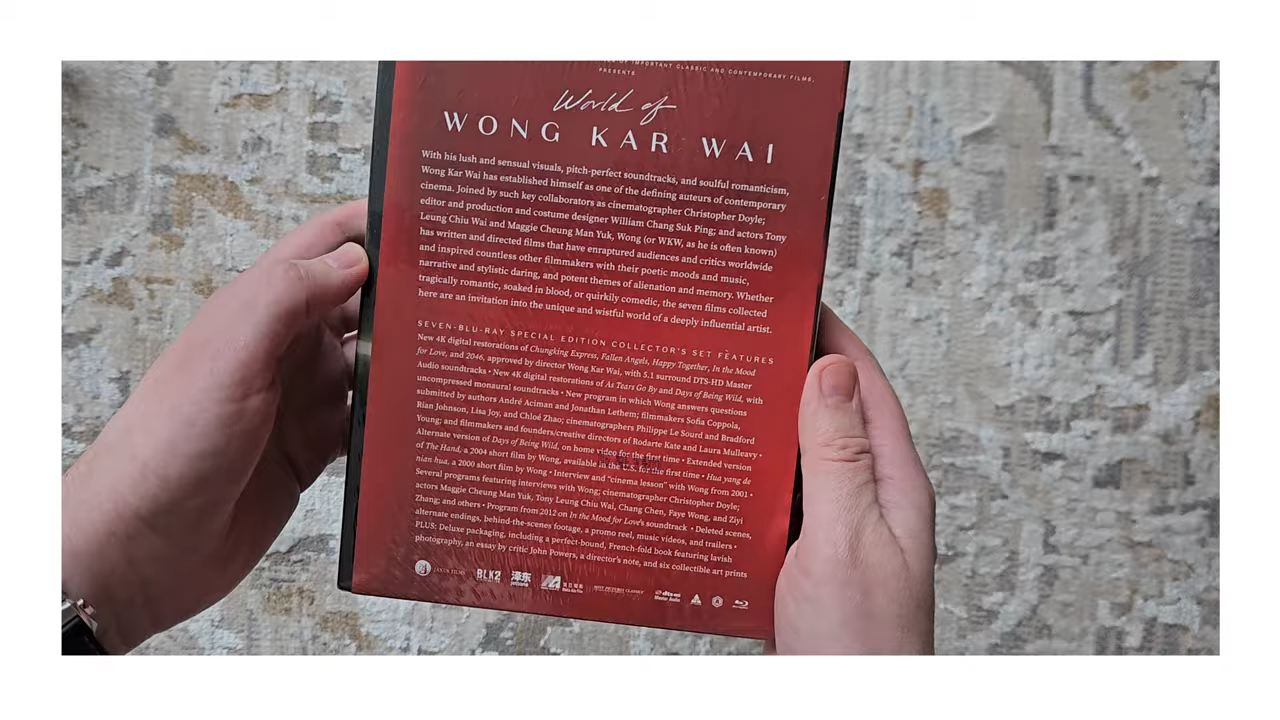 OF IMPORTANT CLASSIC AND CONTEMPORARY FILMS,
PRESENTS
World of
WONG KAR WAI
With his lush and sensual visuals, pitch-perfect soundtracks, and soulful romanticism,
Wong Kar Wai has established himself as one of the defining auteurs of contemporary
cinema. Joined by such key collaborators as cinematographer Christopher Doyle;
editor and production and costume designer William Chang Suk Ping; and actors Tony
Leung Chiu Wai and Maggie Cheung Man Yuk, Wong (or WKW, as he is often known)
has written and directed films that have enraptured audiences and critics worldwide
and inspired countless other filmmakers with their poetic moods and music,
narrative and stylistic daring, and potent themes of alienation and memory. Whether
tragically romantic, soaked in blood, or quirkily comedic, the seven films collected
here are an invitation into the unique and wistful world of a deeply influential artist.
SEVEN-BLU-RAY SPECIAL EDITION COLLECTOR'S SET FEATURES
New 4K digital restorations of Chungking Express, Fallen Angels, Happy Together, In the Mood
for Love, and 2046, approved by director Wong Kar Wai, with 5.1 surround DTS-HD Master
Audio soundtracks • New 4K digital restorations of As Tears Go By and Days of Being Wild, with
uncompressed monaural soundtracks • New program in which Wong answers questions
submitted by authors André Aciman and Jonathan Lethem; filmmakers Sofia Coppola,
Rian Johnson, Lisa Joy, and Chloé Zhao; cinematographers Philippe Le Sourd and Bradford
Young; and filmmakers and founders/creative directors of Rodarte Kate and Laura Mulleavy •
Alternate version of Days of Being Wild, on home video for the first time • Extended version
of The Hand, a 2004 short film by Wong, available in the U.S. for the first time • Hua yang de
nian hua, a 2000 short film by Wong • Interview and "cinema lesson" with Wong from 2001 •
Several programs featuring interviews with Wong; cinematographer Christopher Doyle;
actors Maggie Cheung Man Yuk, Tony Leung Chiu Wai, Chang Chen, Faye Wong, and Ziyi
Zhang; and others • Program from 2012 on In the Mood for Love's soundtrack • Deleted scenes,
alternate endings, behind-the-scenes footage, a promo reel, music videos, and trailers •
PLUS: Deluxe packaging, including a perfect-bound, French-fold book featuring lavish
photography, an essay by critic John Powers, a director's note, and six collectible art prints
JANUS FILMS BLK2 泽东 jettone dts-HD Master Audio